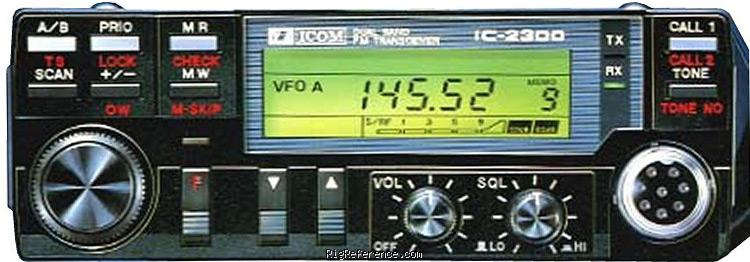 A/B PRIO M R
TS LOCK CHECK
SCAN +/− M W
OW M-SKIP
ICOM DUAL BAND FM TRANSCEIVER IC-2300
VFO A 145.52 MEMO 9
S/RF 1 3 5 9
TX
RX
CALL 1
CALL 2
TONE
TONE NO
F ▼ ▲
VOL SQL
OFF LO HI
RigReference.com